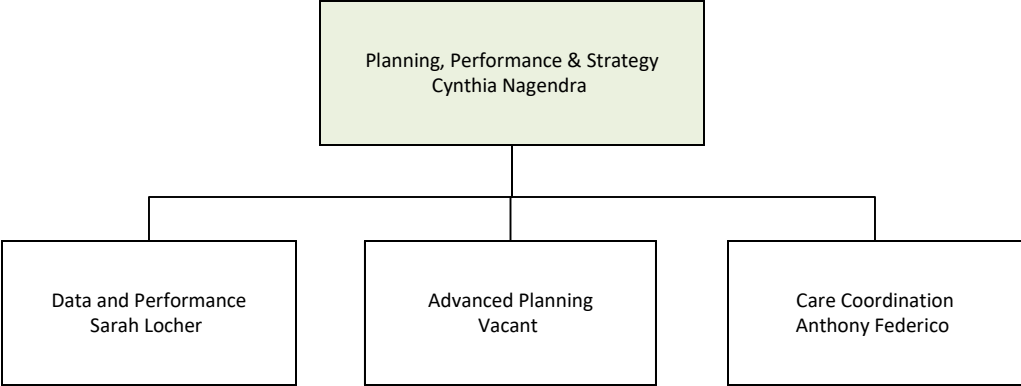 Planning, Performance & Strategy
Cynthia Nagendra
Data and Performance
Sarah Locher
Advanced Planning
Vacant
Care Coordination
Anthony Federico